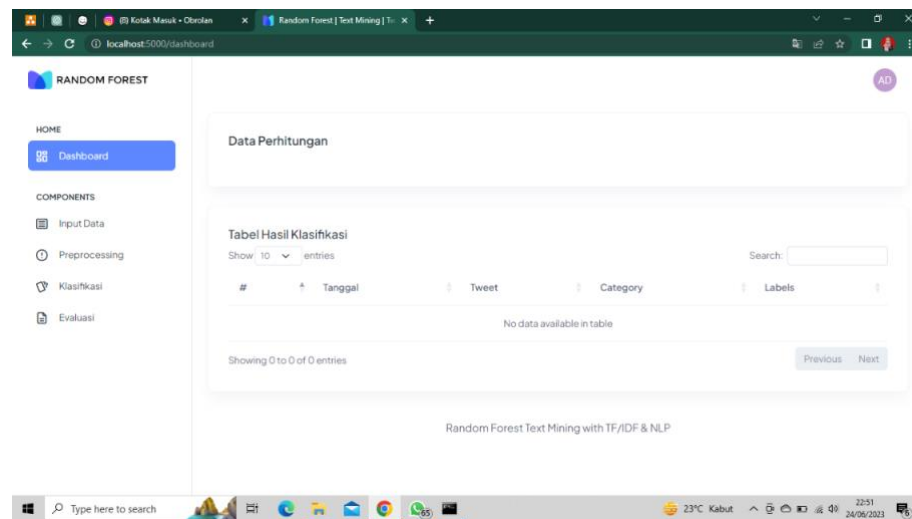 (8) Kotak Masuk • Obrolan
Random Forest | Text Mining | T
localhost:5000/dashboard
RANDOM FOREST
AD
HOME
Dashboard
COMPONENTS
Input Data
Preprocessing
Klasifikasi
Evaluasi
Data Perhitungan
Tabel Hasil Klasifikasi
Show 10 entries
Search:
# Tanggal Tweet Category Labels
No data available in table
Showing 0 to 0 of 0 entries
Previous Next
Random Forest Text Mining with TF/IDF & NLP
Type here to search
65
23°C Kabut
22:51
24/06/2023
6